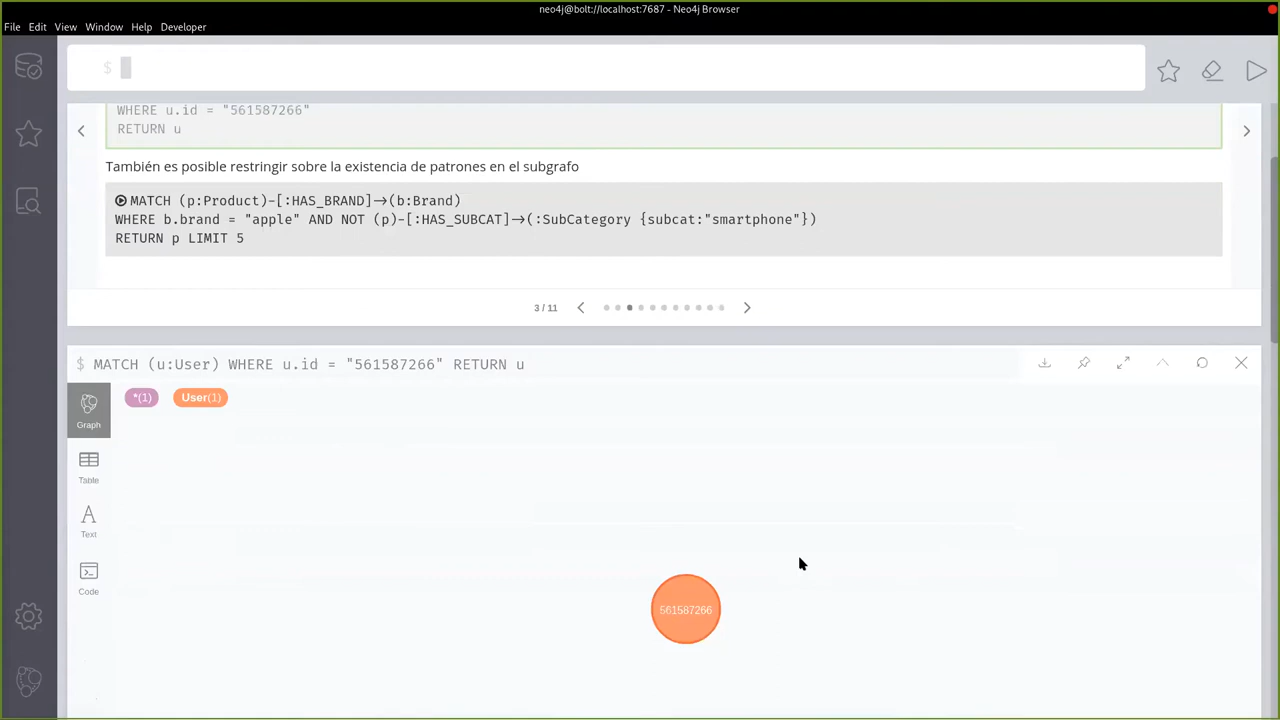 neo4j@bolt://localhost:7687 - Neo4j Browser
File Edit View Window Help Developer
$
WHERE u.id = "561587266"
RETURN u
También es posible restringir sobre la existencia de patrones en el subgrafo
MATCH (p:Product)-[:HAS_BRAND]->(b:Brand)
WHERE b.brand = "apple" AND NOT (p)-[:HAS_SUBCAT]->(:SubCategory {subcat:"smartphone"})
RETURN p LIMIT 5
3 / 11
$ MATCH (u:User) WHERE u.id = "561587266" RETURN u
*(1) User(1)
Graph
Table
A
Text
Code
561587266